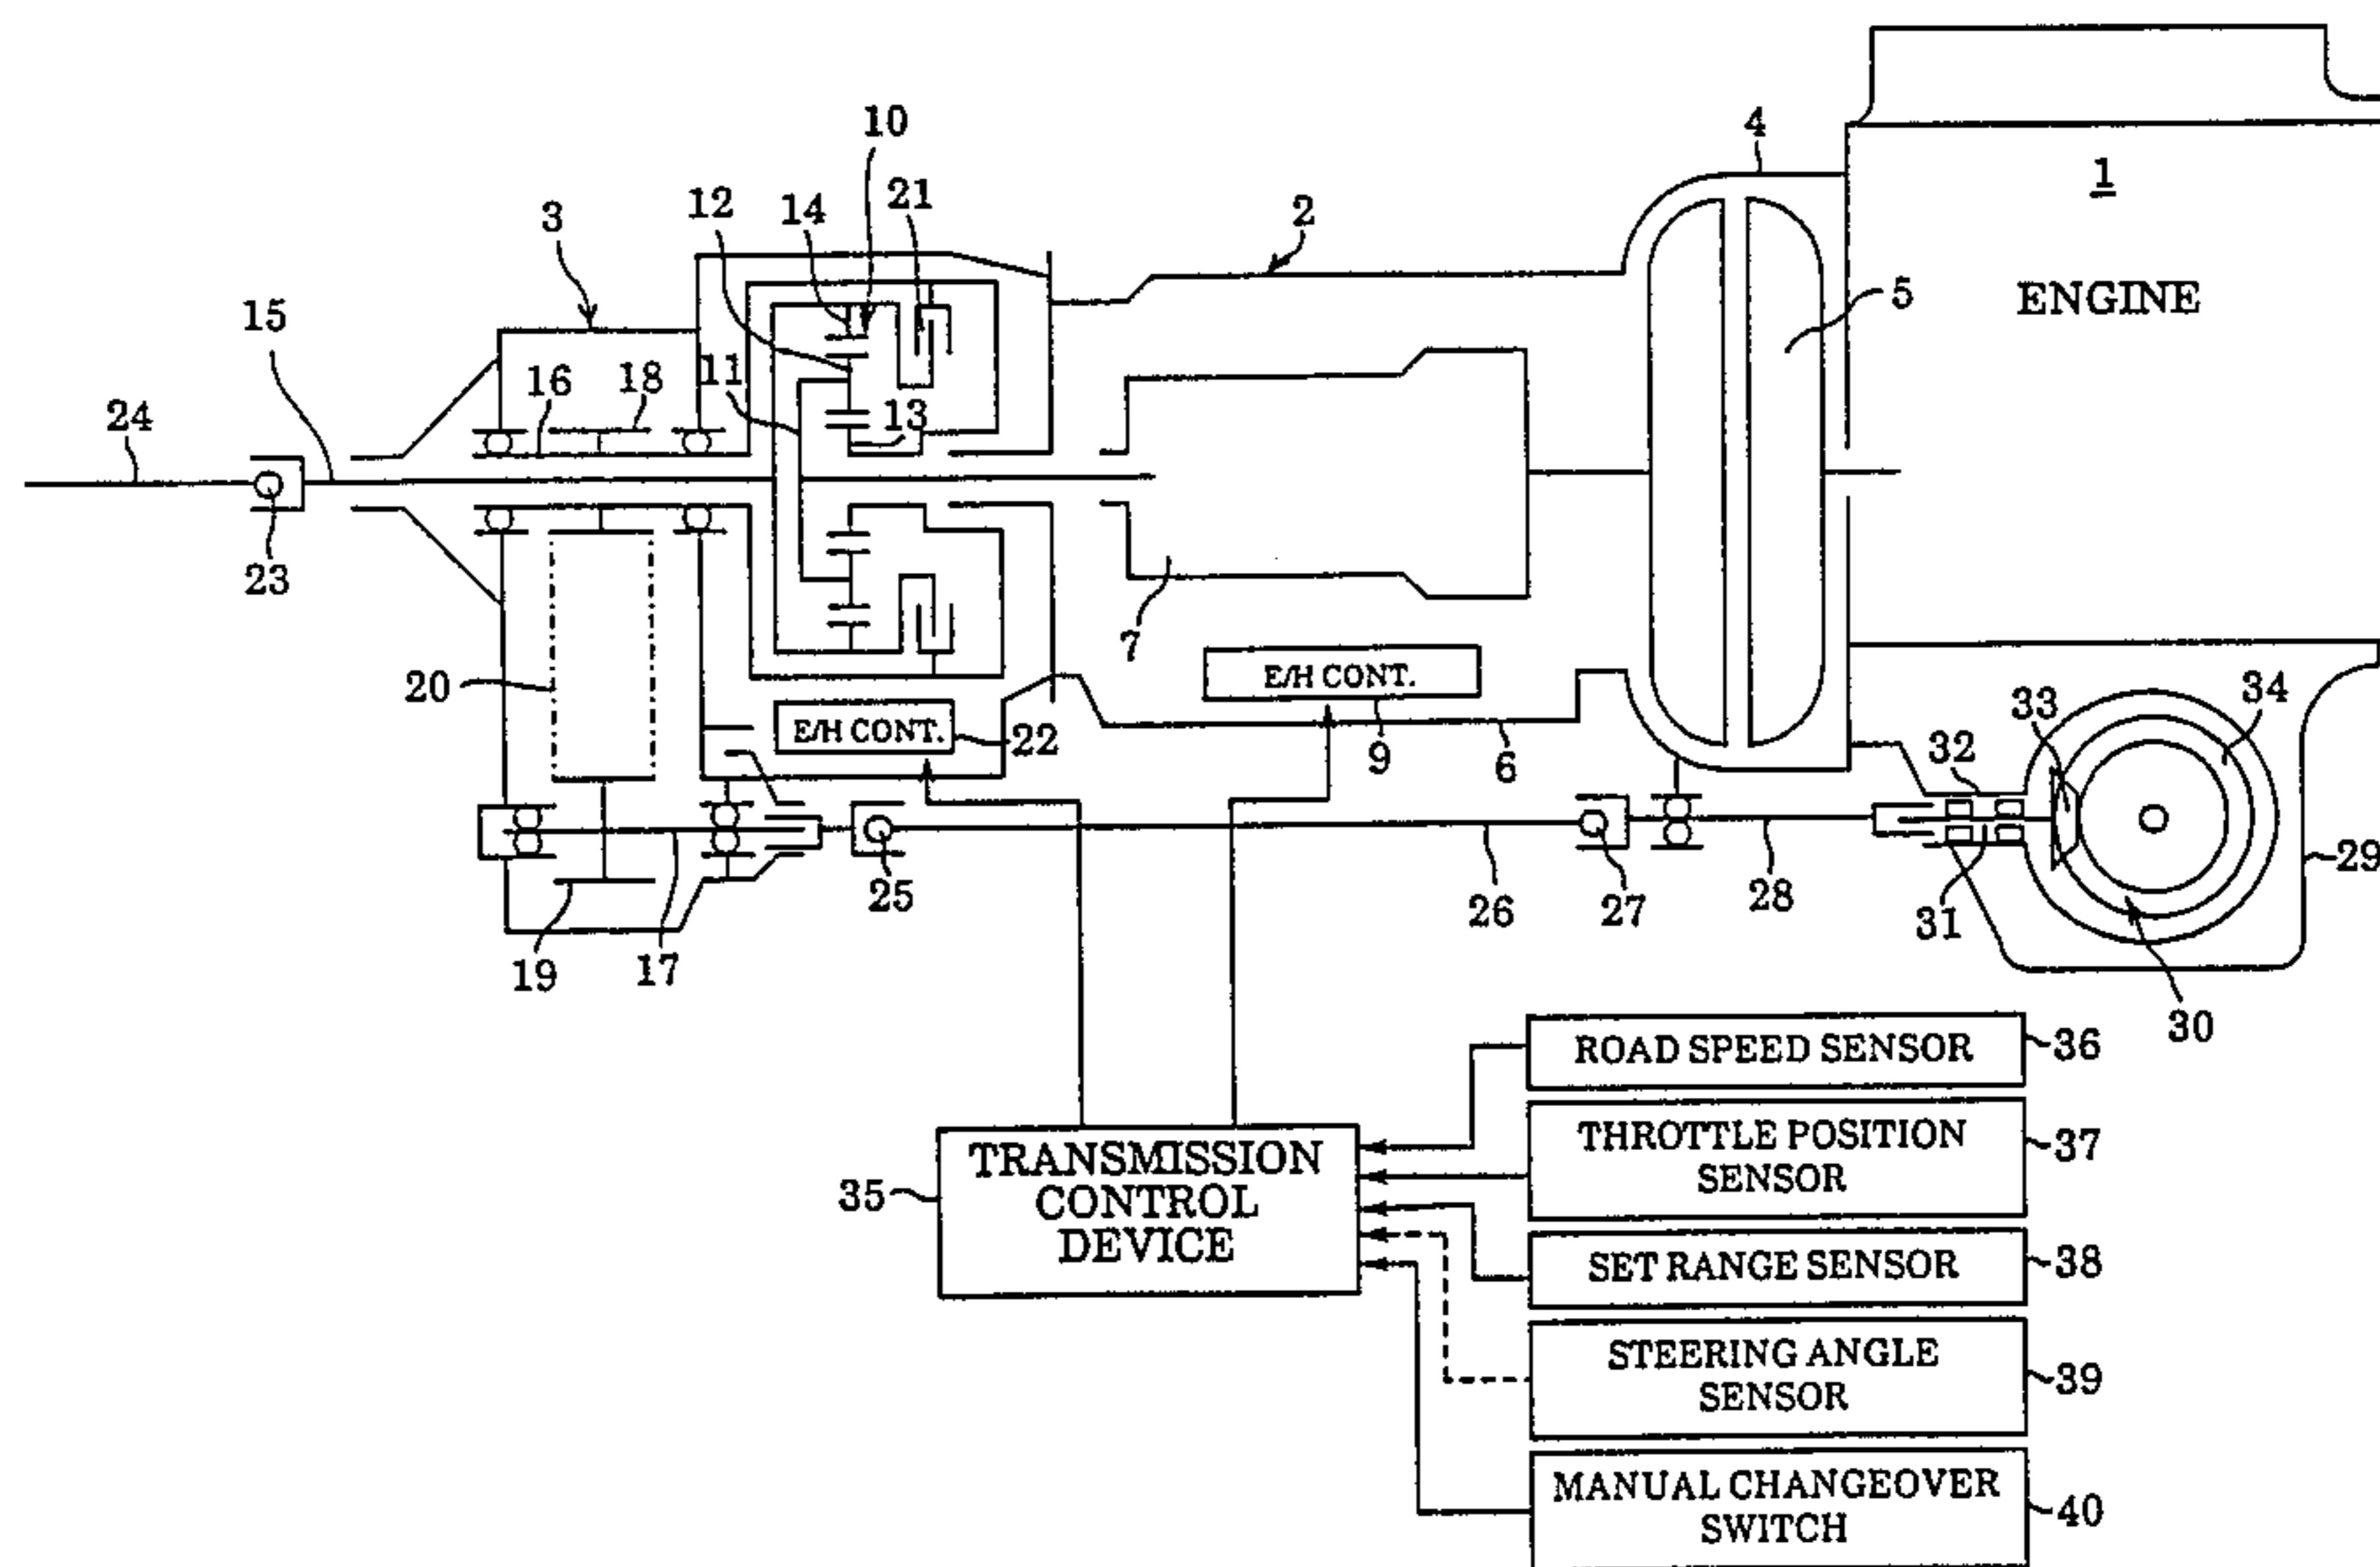 4
1
10
12
14
21
2
3
5
ENGINE
15
16
18
11
13
24
23
7
20
E/H CONT.
E/H CONT.
22
9
6
33
34
32
29
25
26
27
28
31
19
17
30
ROAD SPEED SENSOR
36
THROTTLE POSITION
SENSOR
37
TRANSMISSION
CONTROL
DEVICE
35
SET RANGE SENSOR
38
STEERING ANGLE
SENSOR
39
MANUAL CHANGEOVER
SWITCH
40